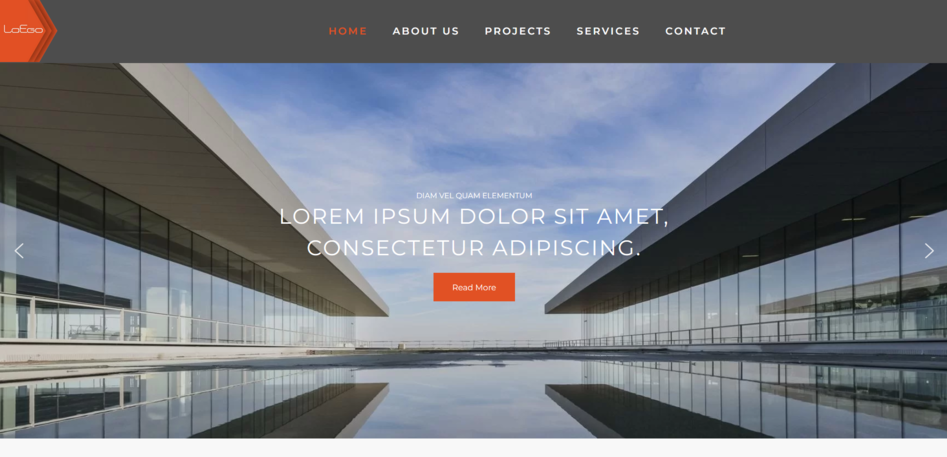 LoEgo
HOME ABOUT US PROJECTS SERVICES CONTACT
DIAM VEL QUAM ELEMENTUM
LOREM IPSUM DOLOR SIT AMET,
CONSECTETUR ADIPISCING.
Read More